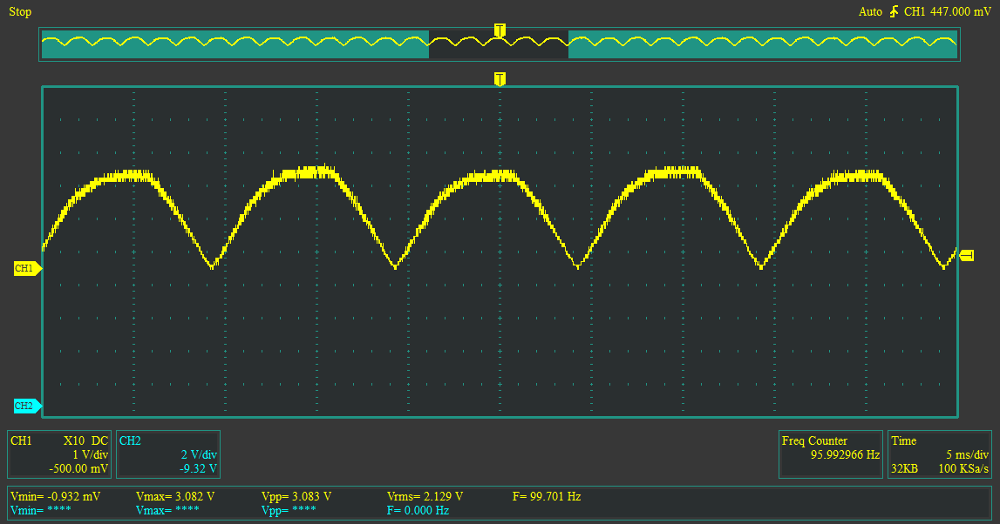 Stop
Auto CH1 447.000 mV
T
T
CH1
CH2
CH1 X10 DC
1 V/div
-500.00 mV
CH2
2 V/div
-9.32 V
Freq Counter
95.992966 Hz
Time
5 ms/div
32KB 100 KSa/s
Vmin= -0.932 mV Vmax= 3.082 V Vpp= 3.083 V Vrms= 2.129 V F= 99.701 Hz
Vmin= **** Vmax= **** Vpp= **** F= 0.000 Hz